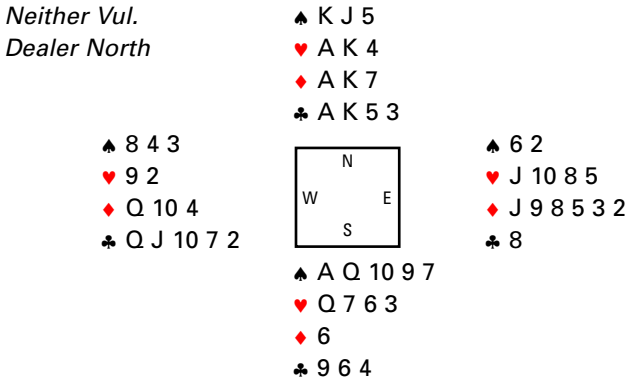 Neither Vul.
Dealer North
♠ K J 5
♥ A K 4
♦ A K 7
♣ A K 5 3
♠ 8 4 3
♥ 9 2
♦ Q 10 4
♣ Q J 10 7 2
N
W E
S
♠ 6 2
♥ J 10 8 5
♦ J 9 8 5 3 2
♣ 8
♠ A Q 10 9 7
♥ Q 7 6 3
♦ 6
♣ 9 6 4